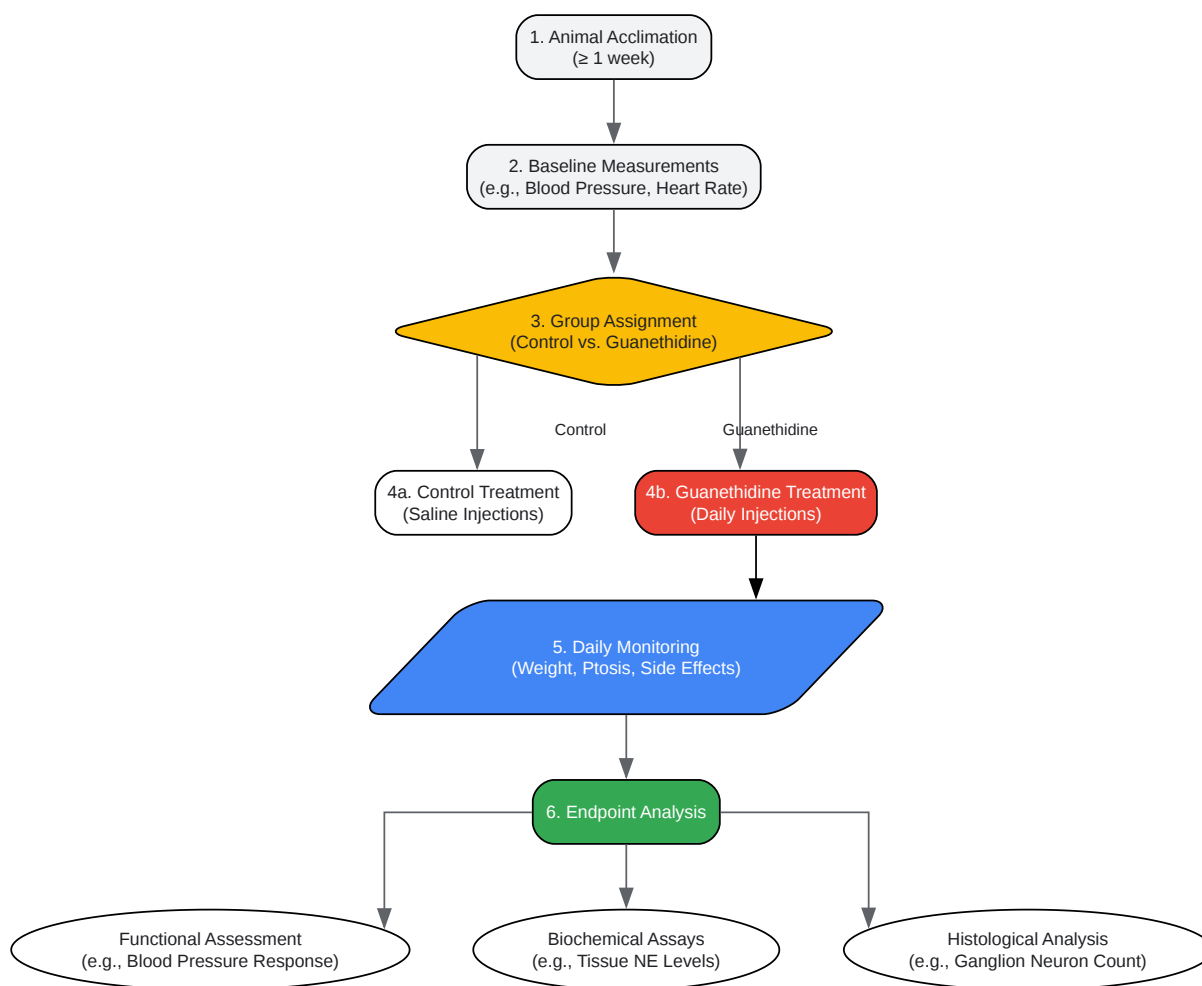 1. Animal Acclimation
(≥ 1 week)
2. Baseline Measurements
(e.g., Blood Pressure, Heart Rate)
3. Group Assignment
(Control vs. Guanethidine)
Control
Guanethidine
4a. Control Treatment
(Saline Injections)
4b. Guanethidine Treatment
(Daily Injections)
5. Daily Monitoring
(Weight, Ptosis, Side Effects)
6. Endpoint Analysis
Functional Assessment
(e.g., Blood Pressure Response)
Biochemical Assays
(e.g., Tissue NE Levels)
Histological Analysis
(e.g., Ganglion Neuron Count)